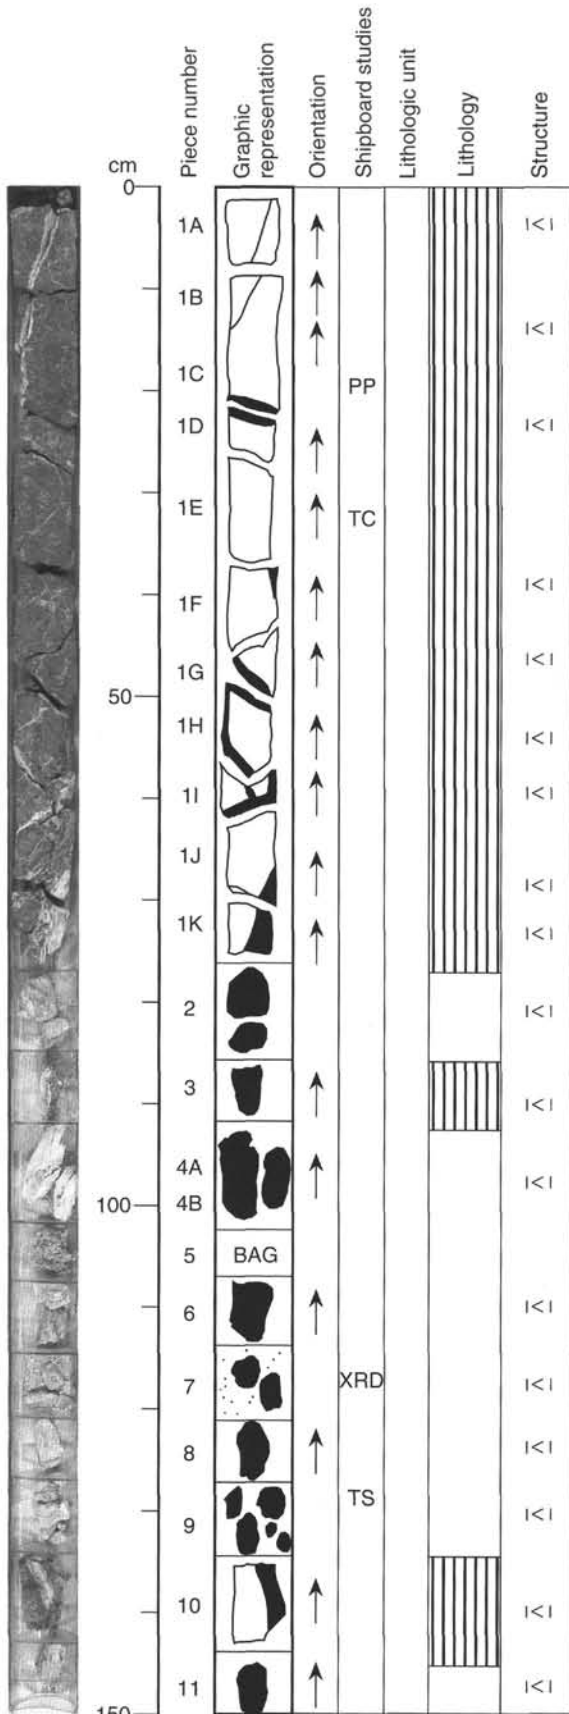 cm
Piece number
Graphic representation
Orientation
Shipboard studies
Lithologic unit
Lithology
Structure
0
1A
1B
1C
PP
1D
1E
TC
1F
1G
50
1H
1I
1J
1K
2
3
4A
4B
100
5
BAG
6
7
XRD
8
TS
9
10
11
150